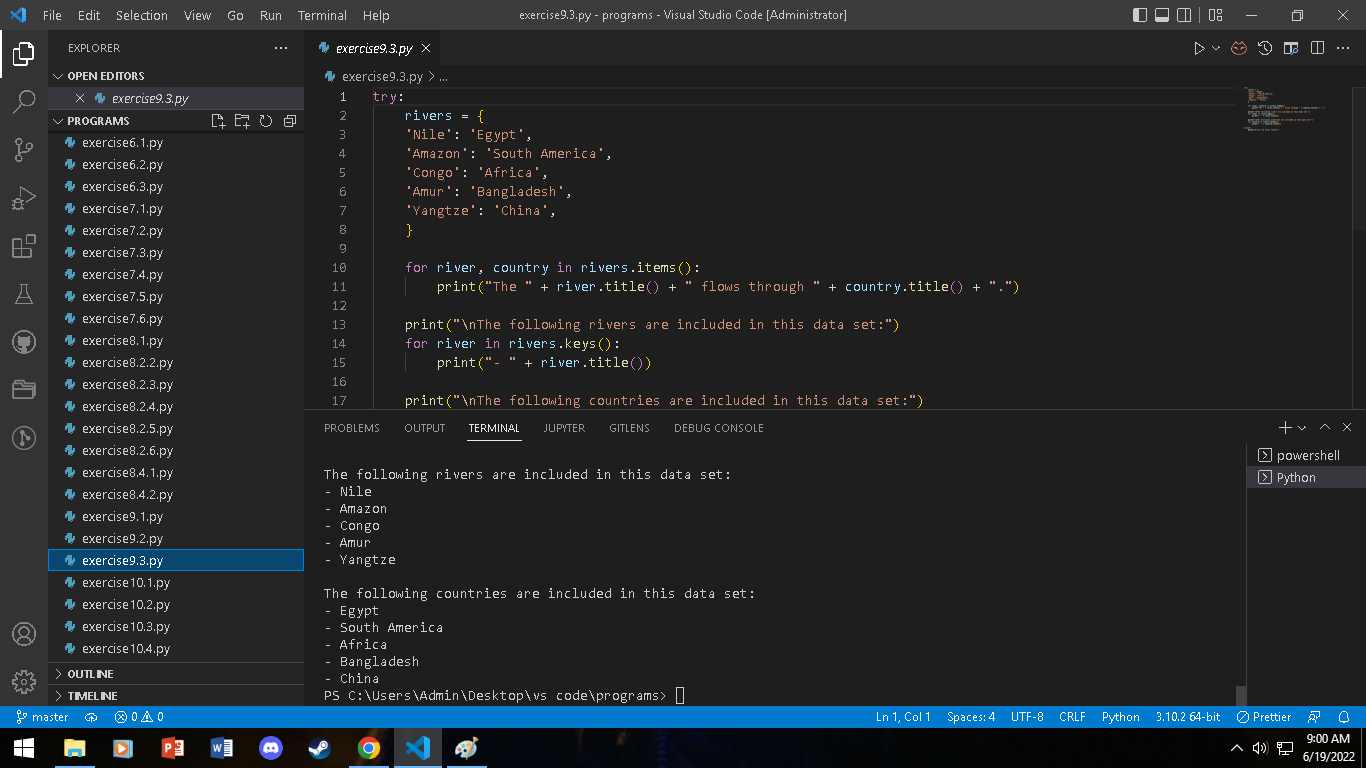 File Edit Selection View Go Run Terminal Help
exercise9.3.py - programs - Visual Studio Code [Administrator]
EXPLORER
OPEN EDITORS
exercise9.3.py
PROGRAMS
exercise6.1.py
exercise6.2.py
exercise6.3.py
exercise7.1.py
exercise7.2.py
exercise7.3.py
exercise7.4.py
exercise7.5.py
exercise7.6.py
exercise8.1.py
exercise8.2.2.py
exercise8.2.3.py
exercise8.2.4.py
exercise8.2.5.py
exercise8.2.6.py
exercise8.4.1.py
exercise8.4.2.py
exercise9.1.py
exercise9.2.py
exercise9.3.py
exercise10.1.py
exercise10.2.py
exercise10.3.py
exercise10.4.py
OUTLINE
TIMELINE
exercise9.3.py
exercise9.3.py > ...
1 try:
2 rivers = {
3 'Nile': 'Egypt',
4 'Amazon': 'South America',
5 'Congo': 'Africa',
6 'Amur': 'Bangladesh',
7 'Yangtze': 'China',
8 }
9
10 for river, country in rivers.items():
11 print("The " + river.title() + " flows through " + country.title() + ".")
12
13 print("\nThe following rivers are included in this data set:")
14 for river in rivers.keys():
15 print("- " + river.title())
16
17 print("\nThe following countries are included in this data set:")
PROBLEMS OUTPUT TERMINAL JUPYTER GITLENS DEBUG CONSOLE
The following rivers are included in this data set:
- Nile
- Amazon
- Congo
- Amur
- Yangtze
The following countries are included in this data set:
- Egypt
- South America
- Africa
- Bangladesh
- China
PS C:\Users\Admin\Desktop\vs code\programs>
powershell
Python
master 0 0 Ln 1, Col 1 Spaces: 4 UTF-8 CRLF Python 3.10.2 64-bit Prettier
9:00 AM
6/19/2022